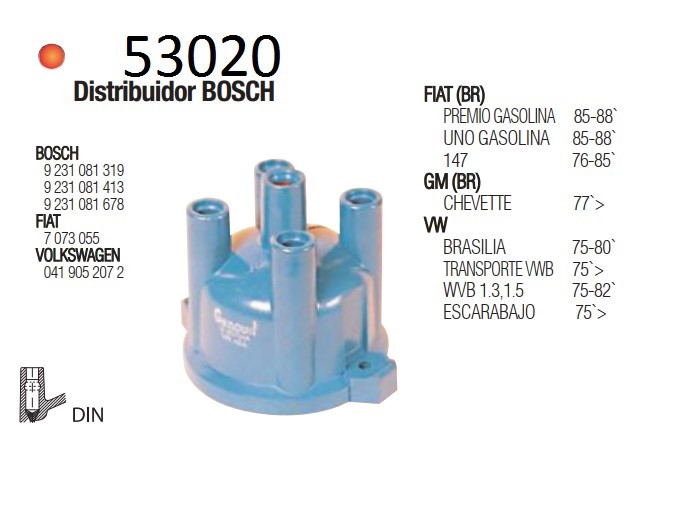 53020
Distribuidor BOSCH
BOSCH
9 231 081 319
9 231 081 413
9 231 081 678
FIAT
7 073 055
VOLKSWAGEN
041 905 207 2
DIN
FIAT (BR)
PREMIO GASOLINA 85-88`
UNO GASOLINA 85-88`
147 76-85`
GM (BR)
CHEVETTE 77`>
VW
BRASILIA 75-80`
TRANSPORTE VWB 75`>
WVB 1.3,1.5 75-82`
ESCARABAJO 75`>